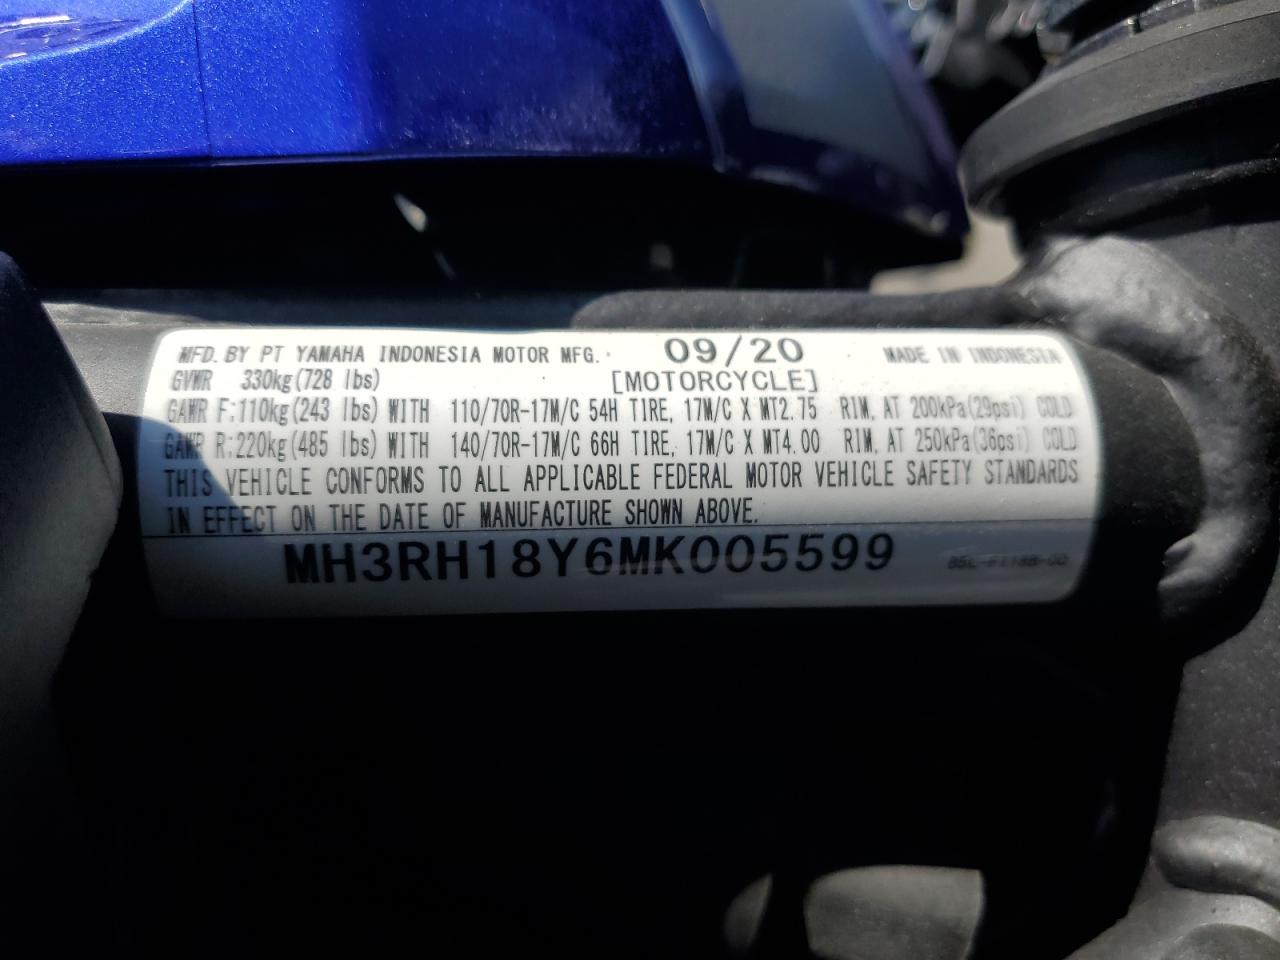 MFD. BY PT YAMAHA INDONESIA MOTOR MFG. 09/20 MADE IN INDONESIA
GVWR 330kg(728 lbs) [MOTORCYCLE]
GAWR F:110kg(243 lbs) WITH 110/70R-17M/C 54H TIRE, 17M/C X MT2.75 RIM, AT 200kPa(29psi) COLD
GAWR R:220kg(485 lbs) WITH 140/70R-17M/C 66H TIRE, 17M/C X MT4.00 RIM, AT 250kPa(36psi) COLD
THIS VEHICLE CONFORMS TO ALL APPLICABLE FEDERAL MOTOR VEHICLE SAFETY STANDARDS
IN EFFECT ON THE DATE OF MANUFACTURE SHOWN ABOVE.
MH3RH18Y6MK005599